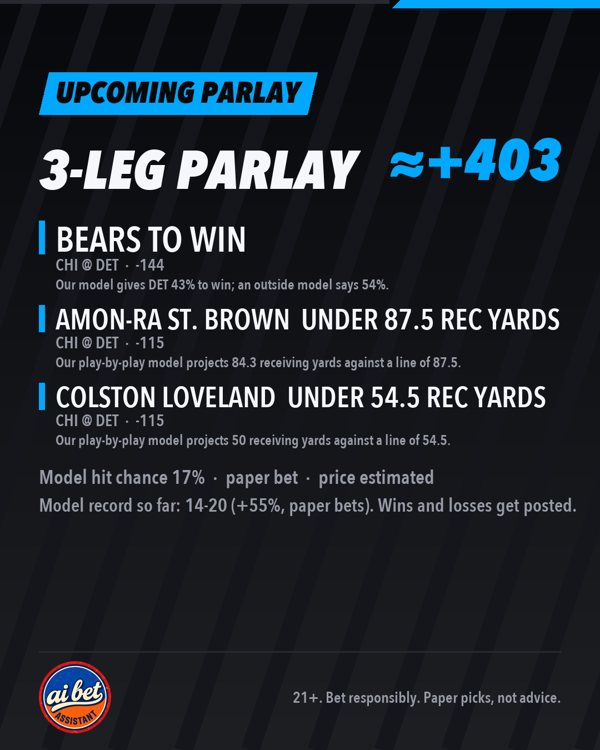 UPCOMING PARLAY
3-LEG PARLAY ≈+403
BEARS TO WIN
CHI @ DET · -144
Our model gives DET 43% to win; an outside model says 54%.
AMON-RA ST. BROWN UNDER 87.5 REC YARDS
CHI @ DET · -115
Our play-by-play model projects 84.3 receiving yards against a line of 87.5.
COLSTON LOVELAND UNDER 54.5 REC YARDS
CHI @ DET · -115
Our play-by-play model projects 50 receiving yards against a line of 54.5.
Model hit chance 17% · paper bet · price estimated
Model record so far: 14-20 (+55%, paper bets). Wins and losses get posted.
ai bet
ASSISTANT
21+. Bet responsibly. Paper picks, not advice.